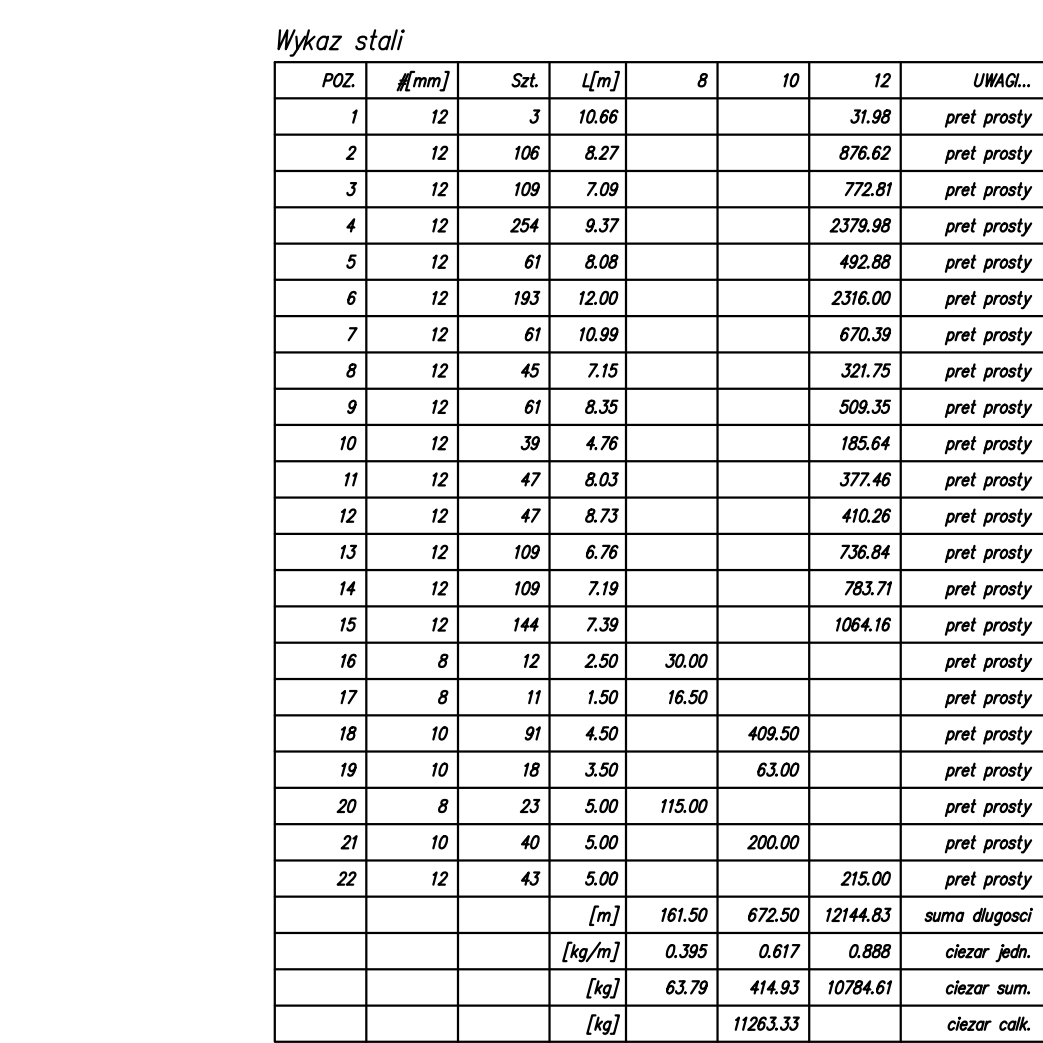 Wykaz stali
POZ. #[mm] Szt. L[m] 8 10 12 UWAGI...
1 12 3 10.66 31.98 pret prosty
2 12 106 8.27 876.62 pret prosty
3 12 109 7.09 772.81 pret prosty
4 12 254 9.37 2379.98 pret prosty
5 12 61 8.08 492.88 pret prosty
6 12 193 12.00 2316.00 pret prosty
7 12 61 10.99 670.39 pret prosty
8 12 45 7.15 321.75 pret prosty
9 12 61 8.35 509.35 pret prosty
10 12 39 4.76 185.64 pret prosty
11 12 47 8.03 377.46 pret prosty
12 12 47 8.73 410.26 pret prosty
13 12 109 6.76 736.84 pret prosty
14 12 109 7.19 783.71 pret prosty
15 12 144 7.39 1064.16 pret prosty
16 8 12 2.50 30.00 pret prosty
17 8 11 1.50 16.50 pret prosty
18 10 91 4.50 409.50 pret prosty
19 10 18 3.50 63.00 pret prosty
20 8 23 5.00 115.00 pret prosty
21 10 40 5.00 200.00 pret prosty
22 12 43 5.00 215.00 pret prosty
[m] 161.50 672.50 12144.83 suma dlugosci
[kg/m] 0.395 0.617 0.888 ciezar jedn.
[kg] 63.79 414.93 10784.61 ciezar sum.
[kg] 11263.33 ciezar calk.